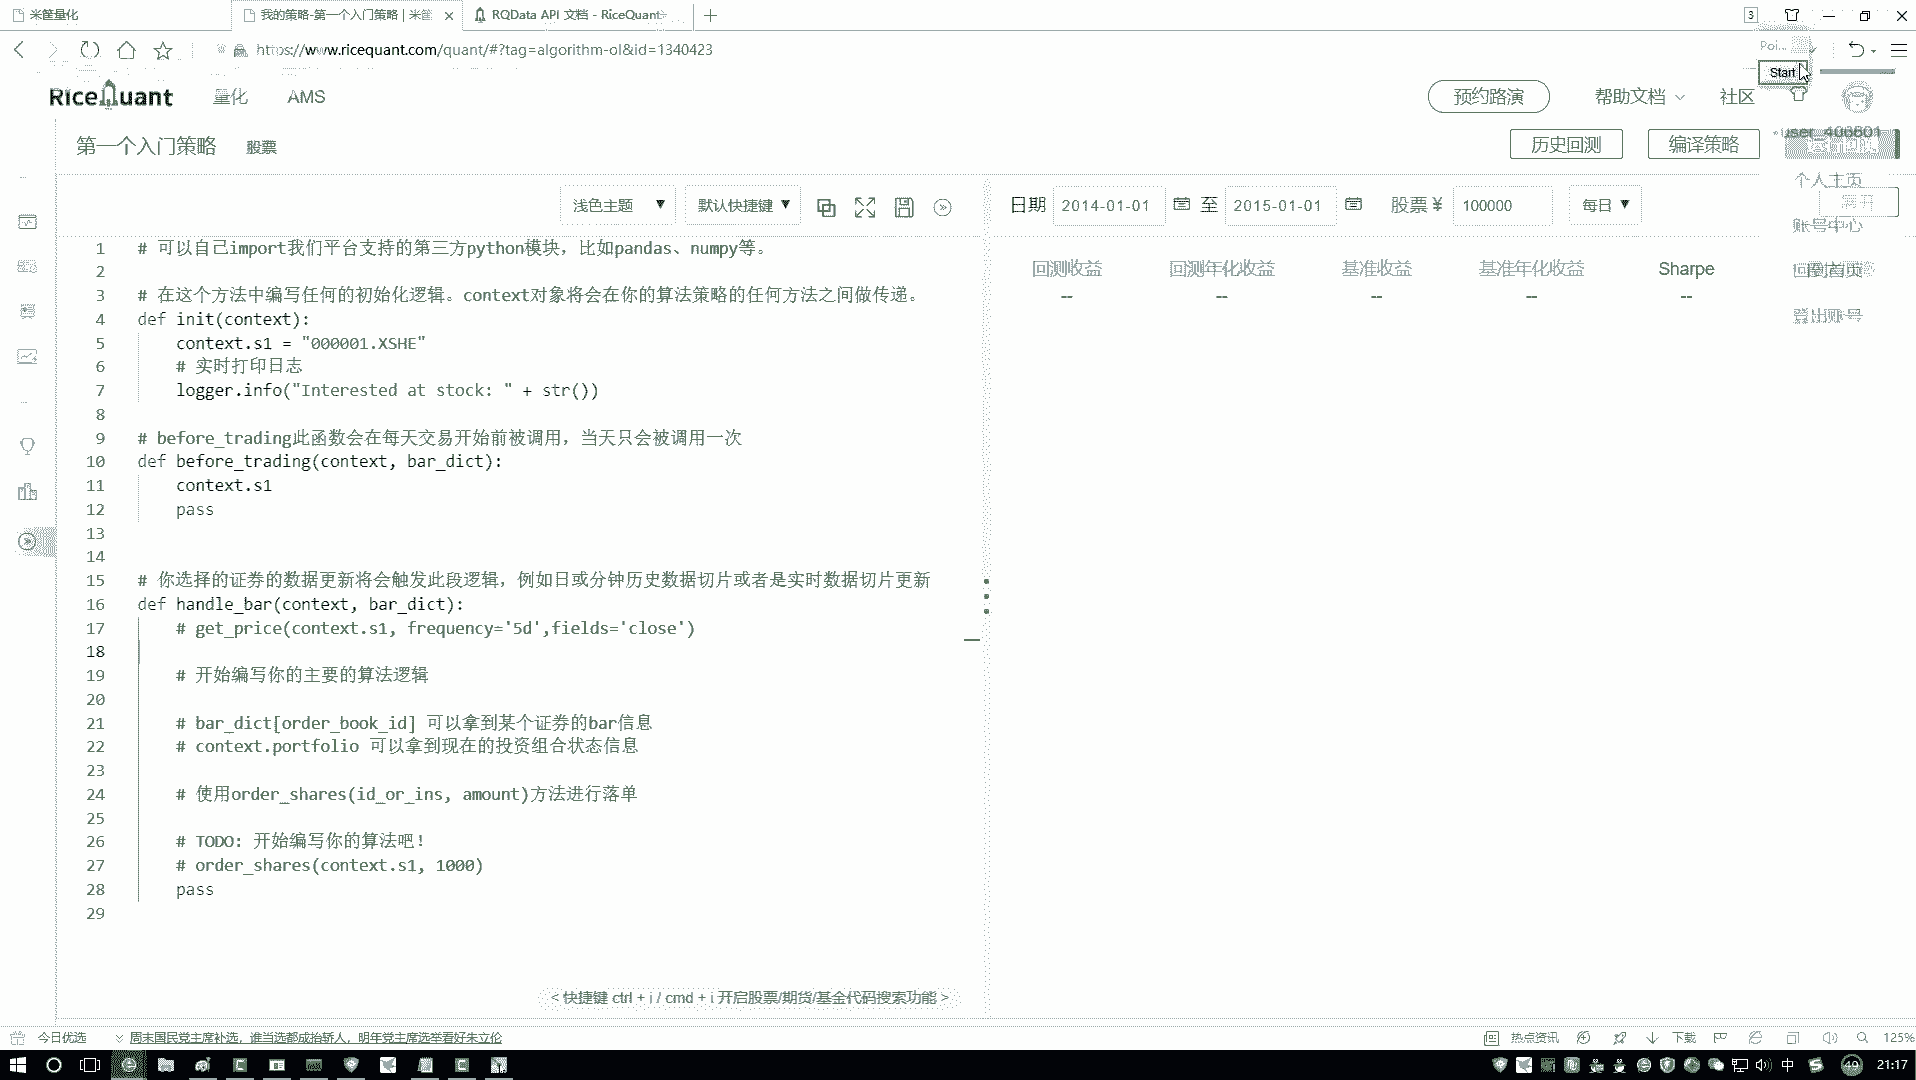 米筐量化
我的策略-第一个入门策略 | 米筐
RQData API 文档 - RiceQuant
3
https://www.ricequant.com/quant/#?tag=algorithm-ol&id=1340423
Poi...
Start
RiceQuant
量化
AMS
预约路演
帮助文档
社区
第一个入门策略
股票
历史回测
编译策略
个人主页
账号中心
登出账号
浅色主题
默认快捷键
日期
2014-01-01
至
2015-01-01
股票 ¥
100000
每日
回测收益
回测年化收益
基准收益
基准年化收益
Sharpe
--
--
--
--
--
1 # 可以自己import我们平台支持的第三方python模块，比如pandas、numpy等。
2
3 # 在这个方法中编写任何的初始化逻辑。context对象将会在你的算法策略的任何方法之间做传递。
4 def init(context):
5 context.s1 = "000001.XSHE"
6 # 实时打印日志
7 logger.info("Interested at stock: " + str())
8
9 # before_trading此函数会在每天交易开始前被调用，当天只会被调用一次
10 def before_trading(context, bar_dict):
11 context.s1
12 pass
13
14
15 # 你选择的证券的数据更新将会触发此段逻辑，例如日或分钟历史数据切片或者是实时数据切片更新
16 def handle_bar(context, bar_dict):
17 # get_price(context.s1, frequency='5d',fields='close')
18
19 # 开始编写你的主要的算法逻辑
20
21 # bar_dict[order_book_id] 可以拿到某个证券的bar信息
22 # context.portfolio 可以拿到现在的投资组合状态信息
23
24 # 使用order_shares(id_or_ins, amount)方法进行落单
25
26 # TODO: 开始编写你的算法吧!
27 # order_shares(context.s1, 1000)
28 pass
29
< 快捷键 ctrl + i / cmd + i 开启股票/期货/基金代码搜索功能 >
今日优选
周末国民党主席补选，谁当选都成抬轿人，明年党主席选举看好朱立伦
热点资讯
下载
125%
中
49
21:17